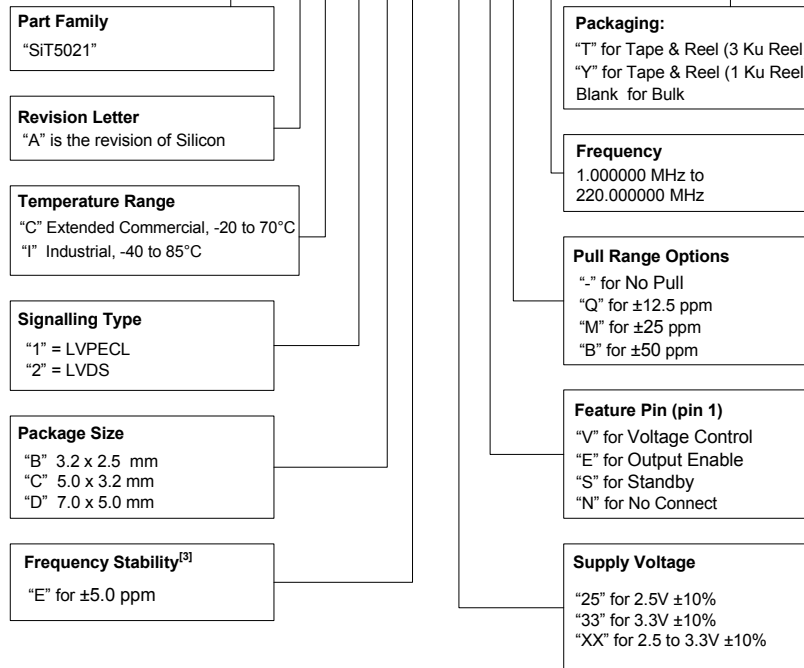 Part Family
“SiT5021”
Revision Letter
“A” is the revision of Silicon
Temperature Range
“C” Extended Commercial, -20 to 70°C
“I” Industrial, -40 to 85°C
Signalling Type
“1” = LVPECL
“2” = LVDS
Package Size
“B” 3.2 x 2.5 mm
“C” 5.0 x 3.2 mm
“D” 7.0 x 5.0 mm
Frequency Stability[3]
“E” for ±5.0 ppm
Packaging:
“T” for Tape & Reel (3 Ku Reel
“Y” for Tape & Reel (1 Ku Reel
Blank for Bulk
Frequency
1.000000 MHz to
220.000000 MHz
Pull Range Options
“-” for No Pull
“Q” for ±12.5 ppm
“M” for ±25 ppm
“B” for ±50 ppm
Feature Pin (pin 1)
“V” for Voltage Control
“E” for Output Enable
“S” for Standby
“N” for No Connect
Supply Voltage
“25” for 2.5V ±10%
“33” for 3.3V ±10%
“XX” for 2.5 to 3.3V ±10%